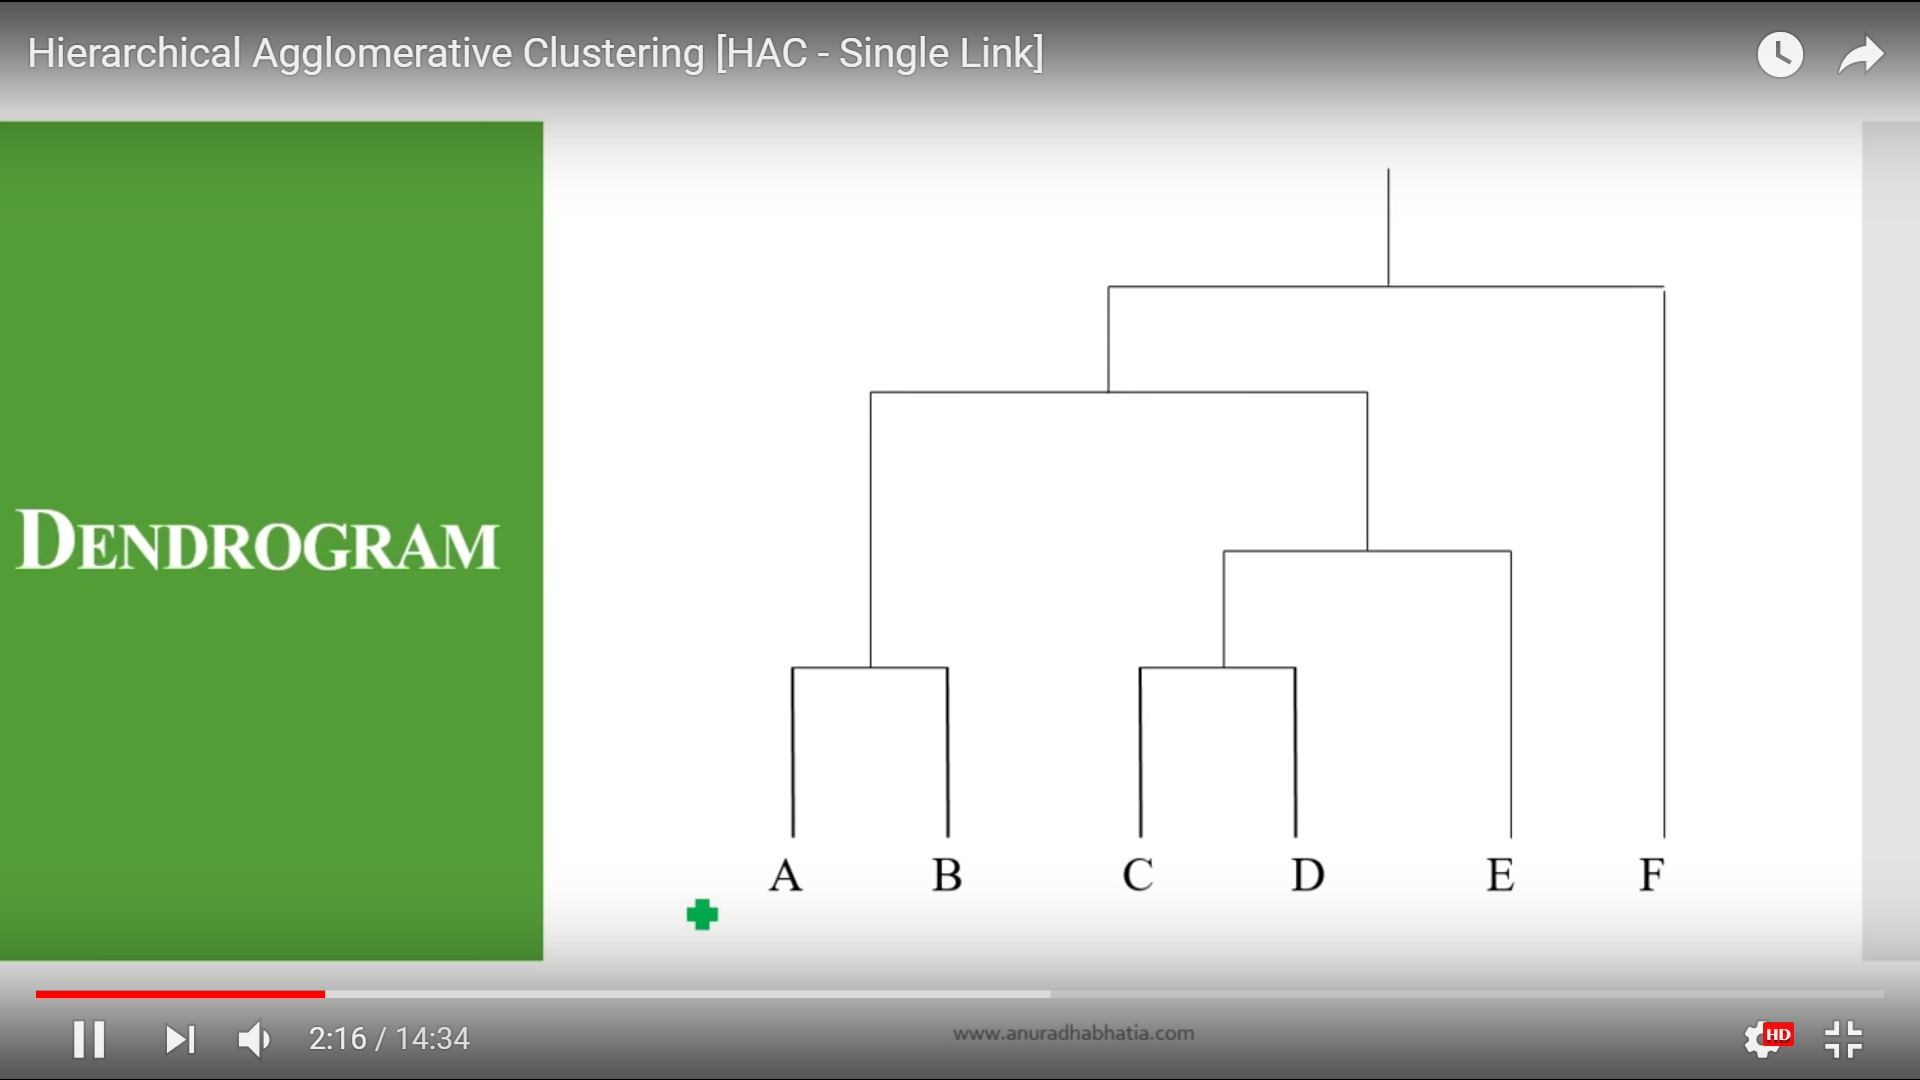 Hierarchical Agglomerative Clustering [HAC - Single Link]
DENDROGRAM
A B C D E F
2:16 / 14:34
www.anuradhabhatia.com
HD